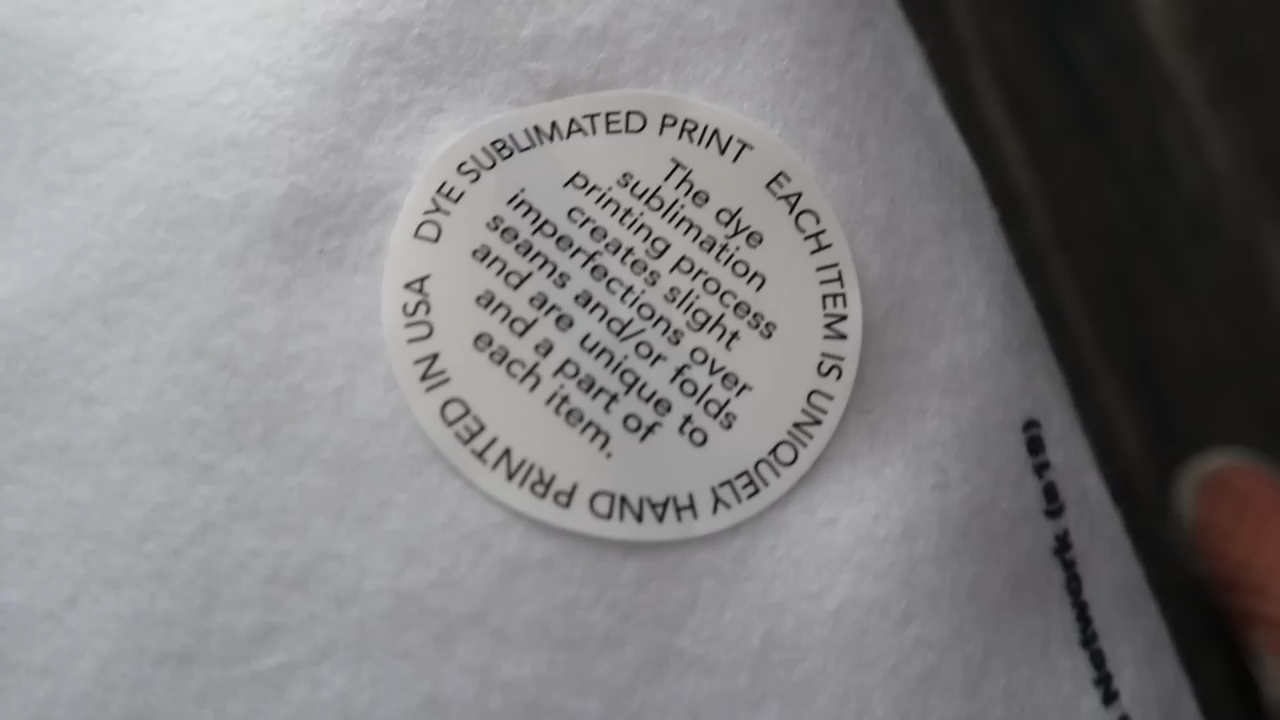 DYE SUBLIMATED PRINT EACH ITEM IS UNIQUELY HAND PRINTED IN USA
The dye
sublimation
printing process
creates slight
imperfections over
seams and/or folds
and are unique to
and a part of
each item.
Network